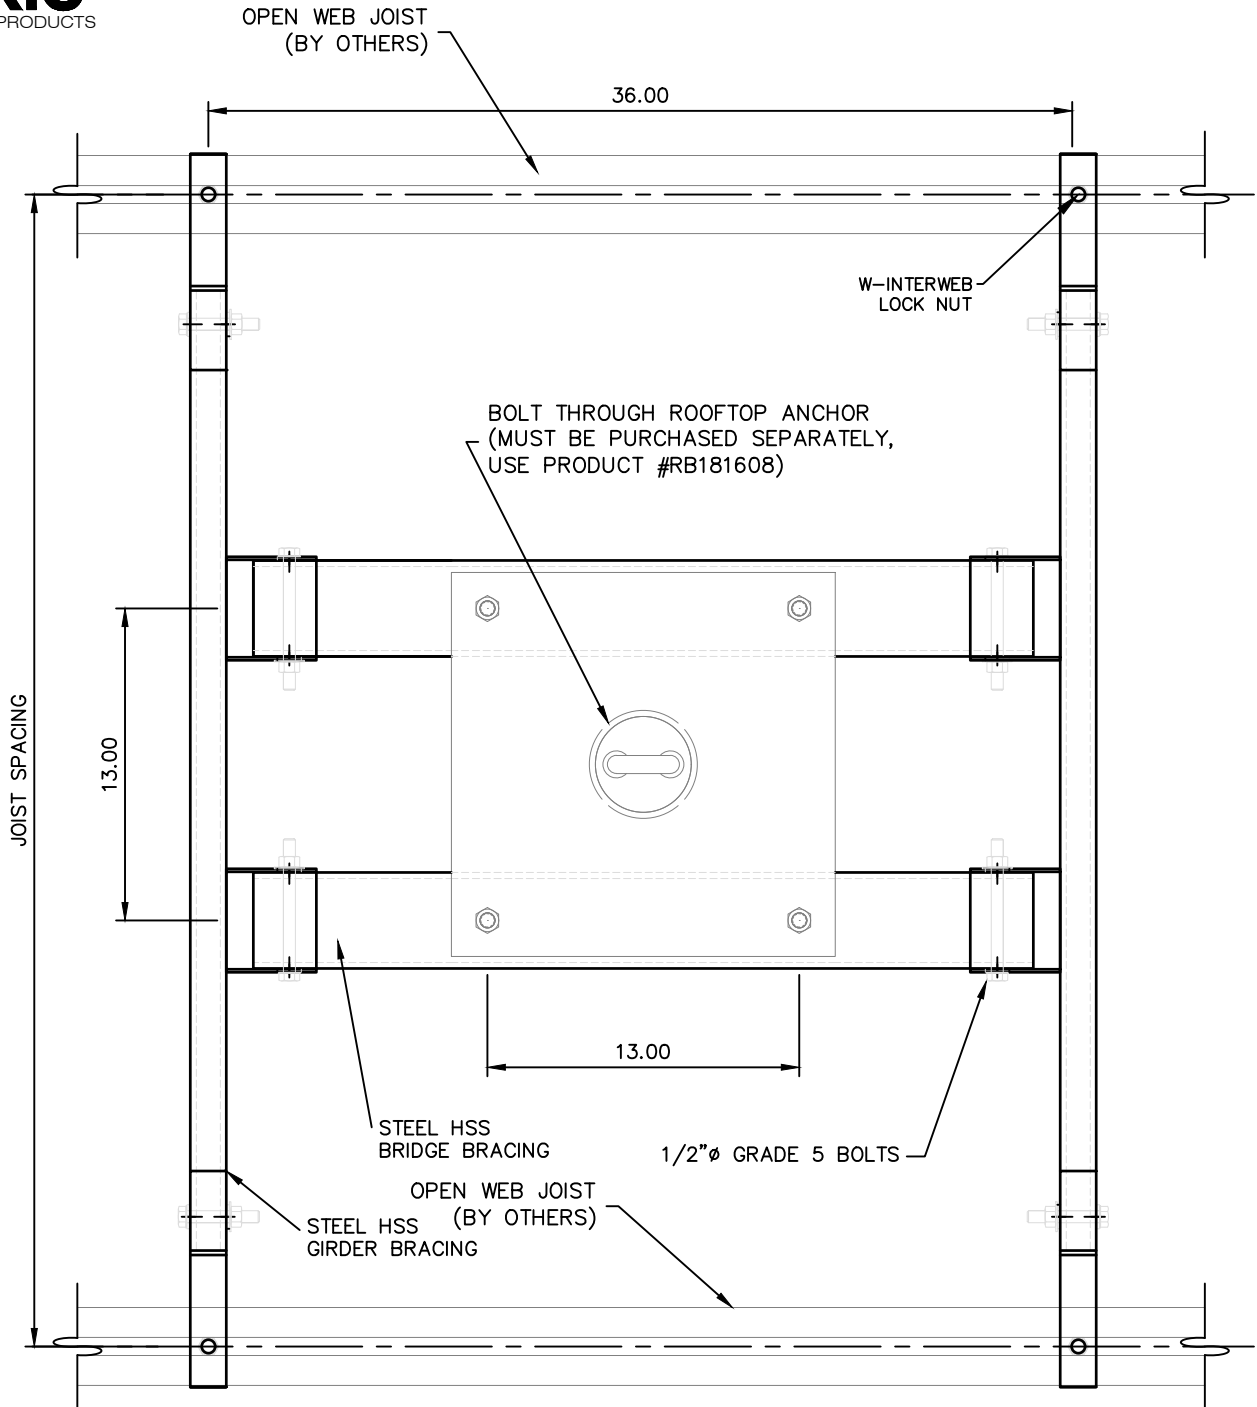 PRODUCTS
OPEN WEB JOIST
(BY OTHERS)
36.00
W-INTERWEB
LOCK NUT
BOLT THROUGH ROOFTOP ANCHOR
(MUST BE PURCHASED SEPARATELY,
USE PRODUCT #RB181608)
JOIST SPACING
13.00
13.00
STEEL HSS
BRIDGE BRACING
1/2"ø GRADE 5 BOLTS
OPEN WEB JOIST
(BY OTHERS)
STEEL HSS
GIRDER BRACING